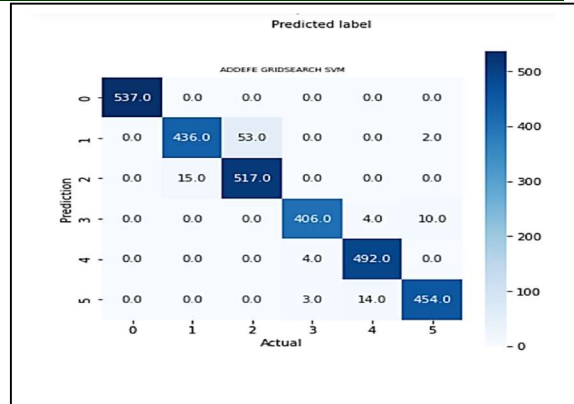 Predicted label
ADDEFE GRIDSEARCH SVM
0 537.0 0.0 0.0 0.0 0.0 0.0
1 0.0 436.0 53.0 0.0 0.0 2.0
2 0.0 15.0 517.0 0.0 0.0 0.0
3 0.0 0.0 0.0 406.0 4.0 10.0
4 0.0 0.0 0.0 4.0 492.0 0.0
5 0.0 0.0 0.0 3.0 14.0 454.0
0 1 2 3 4 5
Prediction
Actual
500
400
300
200
100
0